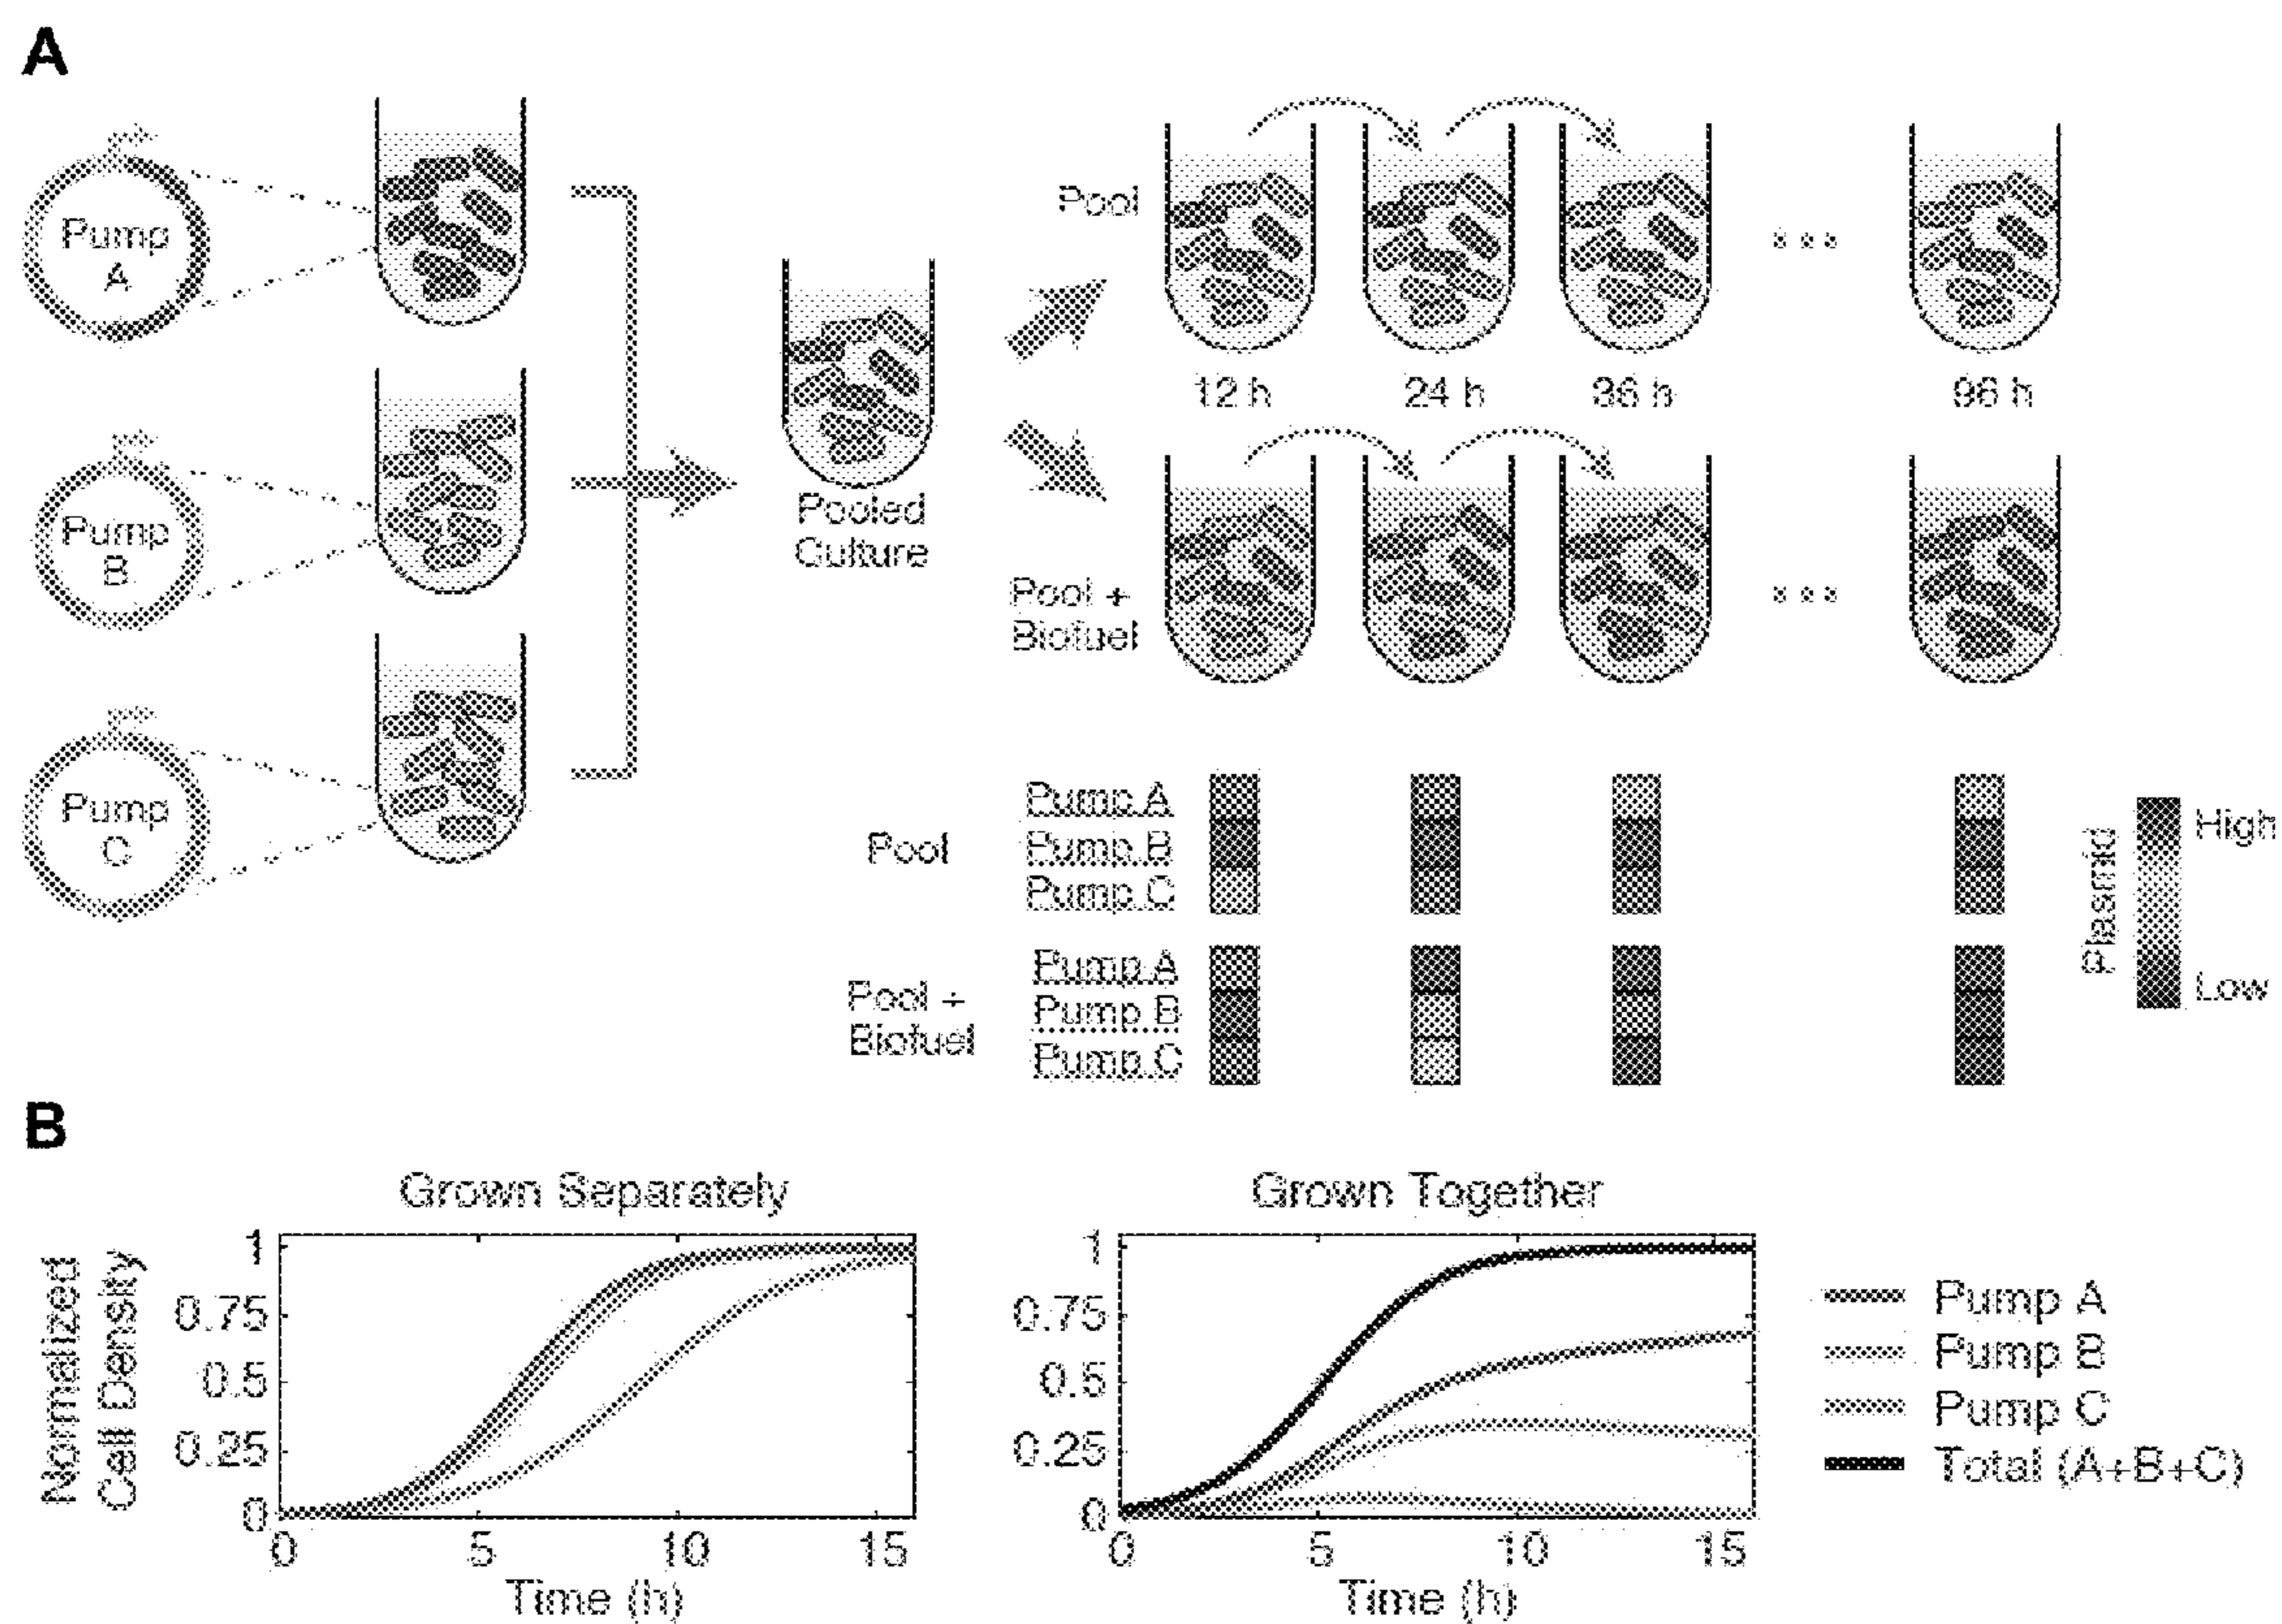 A
Pump
A
Pump
B
Pump
C
Pooled
Culture
Pool
12 h
24 h
36 h
96 h
Pool +
Biofuel
Pool
Pump A
Pump B
Pump C
Pool +
Biofuel
Pump A
Pump B
Pump C
Plasmid
High
Low
B
Grown Separately
Normalized
Cell Density
1
0.75
0.5
0.25
0
0
5
10
15
Time (h)
Grown Together
1
0.75
0.5
0.25
0
0
5
10
15
Time (h)
Pump A
Pump B
Pump C
Total (A+B+C)